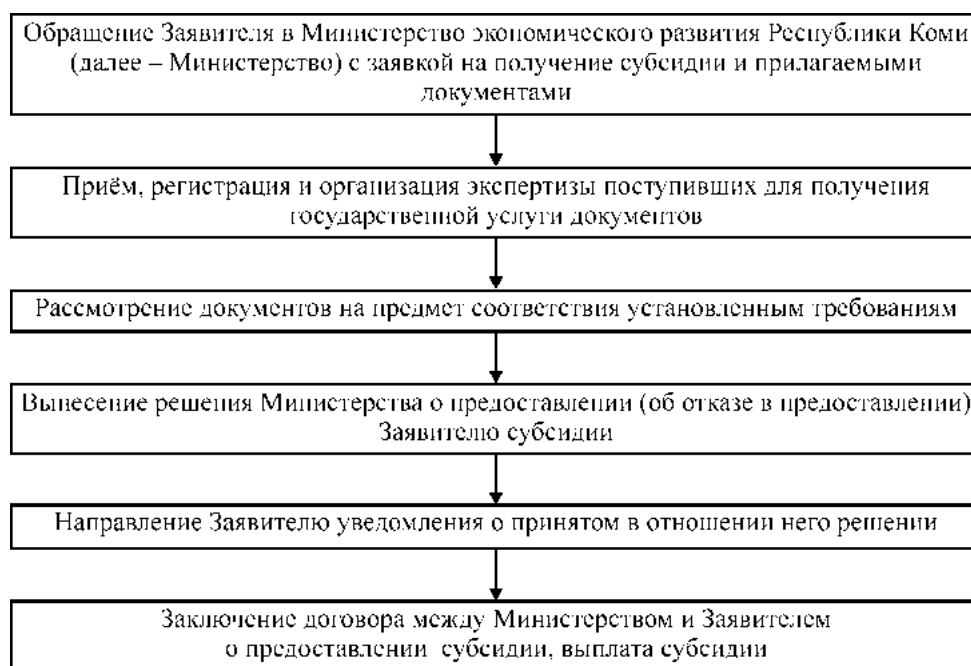 Обращение Заявителя в Министерство экономического развития Республики Коми
(далее – Министерство) с заявкой на получение субсидии и прилагаемыми
документами
Приём, регистрация и организация экспертизы поступивших для получения
государственной услуги документов
Рассмотрение документов на предмет соответствия установленным требованиям
Вынесение решения Министерства о предоставлении (об отказе в предоставлении)
Заявителю субсидии
Направление Заявителю уведомления о принятом в отношении него решении
Заключение договора между Министерством и Заявителем
о предоставлении субсидии, выплата субсидии